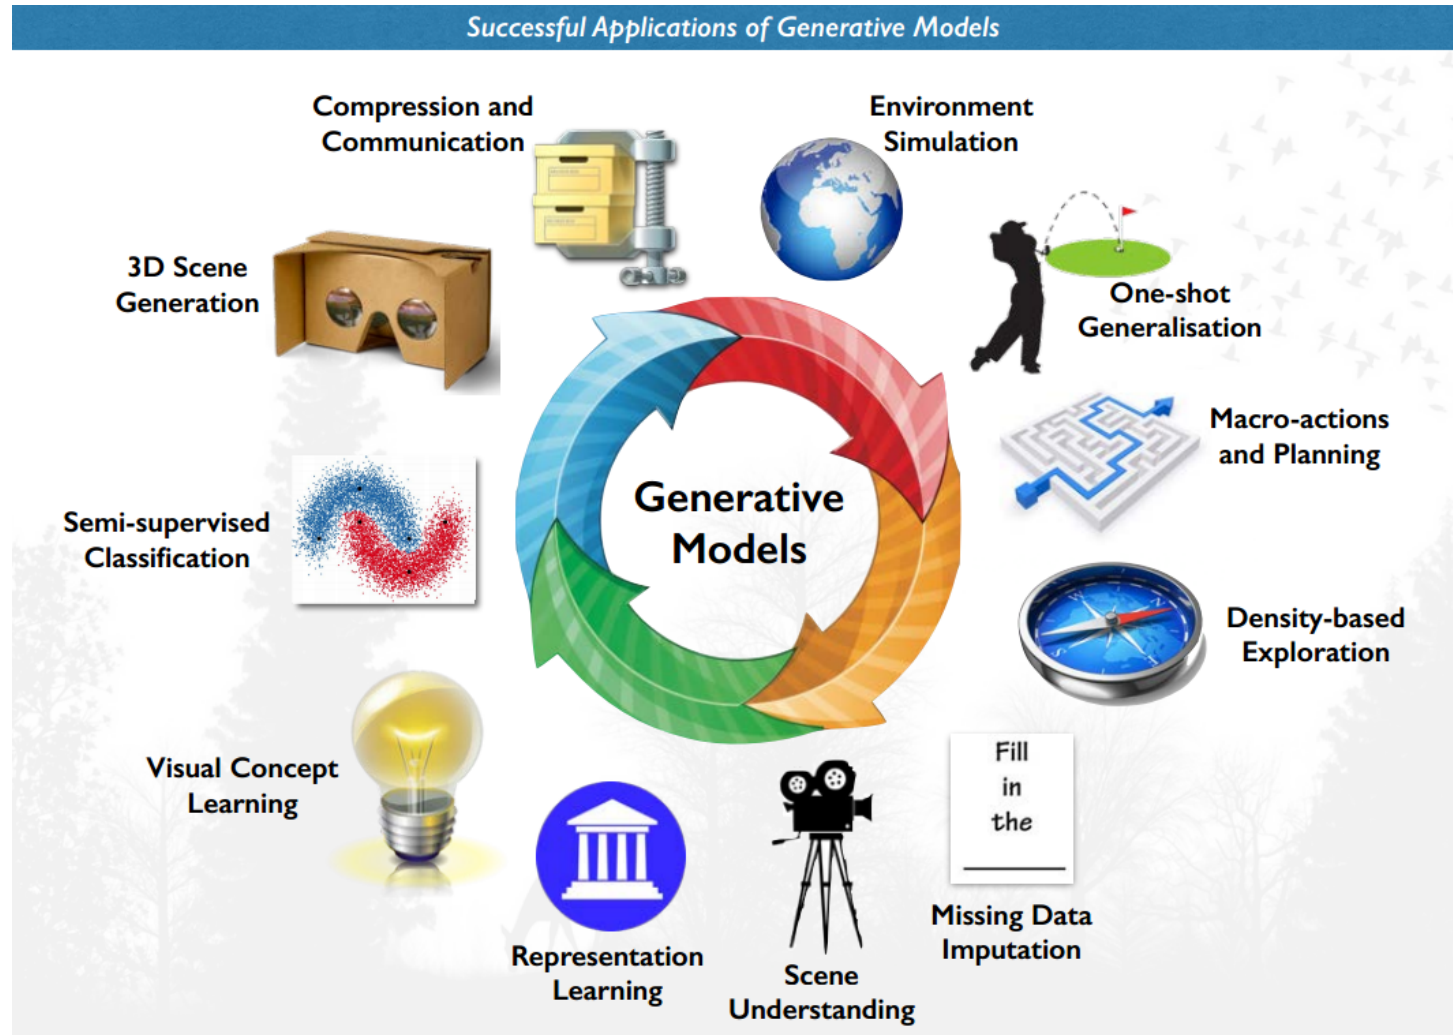 Successful Applications of Generative Models
Compression and
Communication
Environment
Simulation
3D Scene
Generation
One-shot
Generalisation
Macro-actions
and Planning
Generative
Models
Semi-supervised
Classification
Density-based
Exploration
Visual Concept
Learning
Fill
in
the
Missing Data
Imputation
Representation
Learning
Scene
Understanding
W
N
S
E